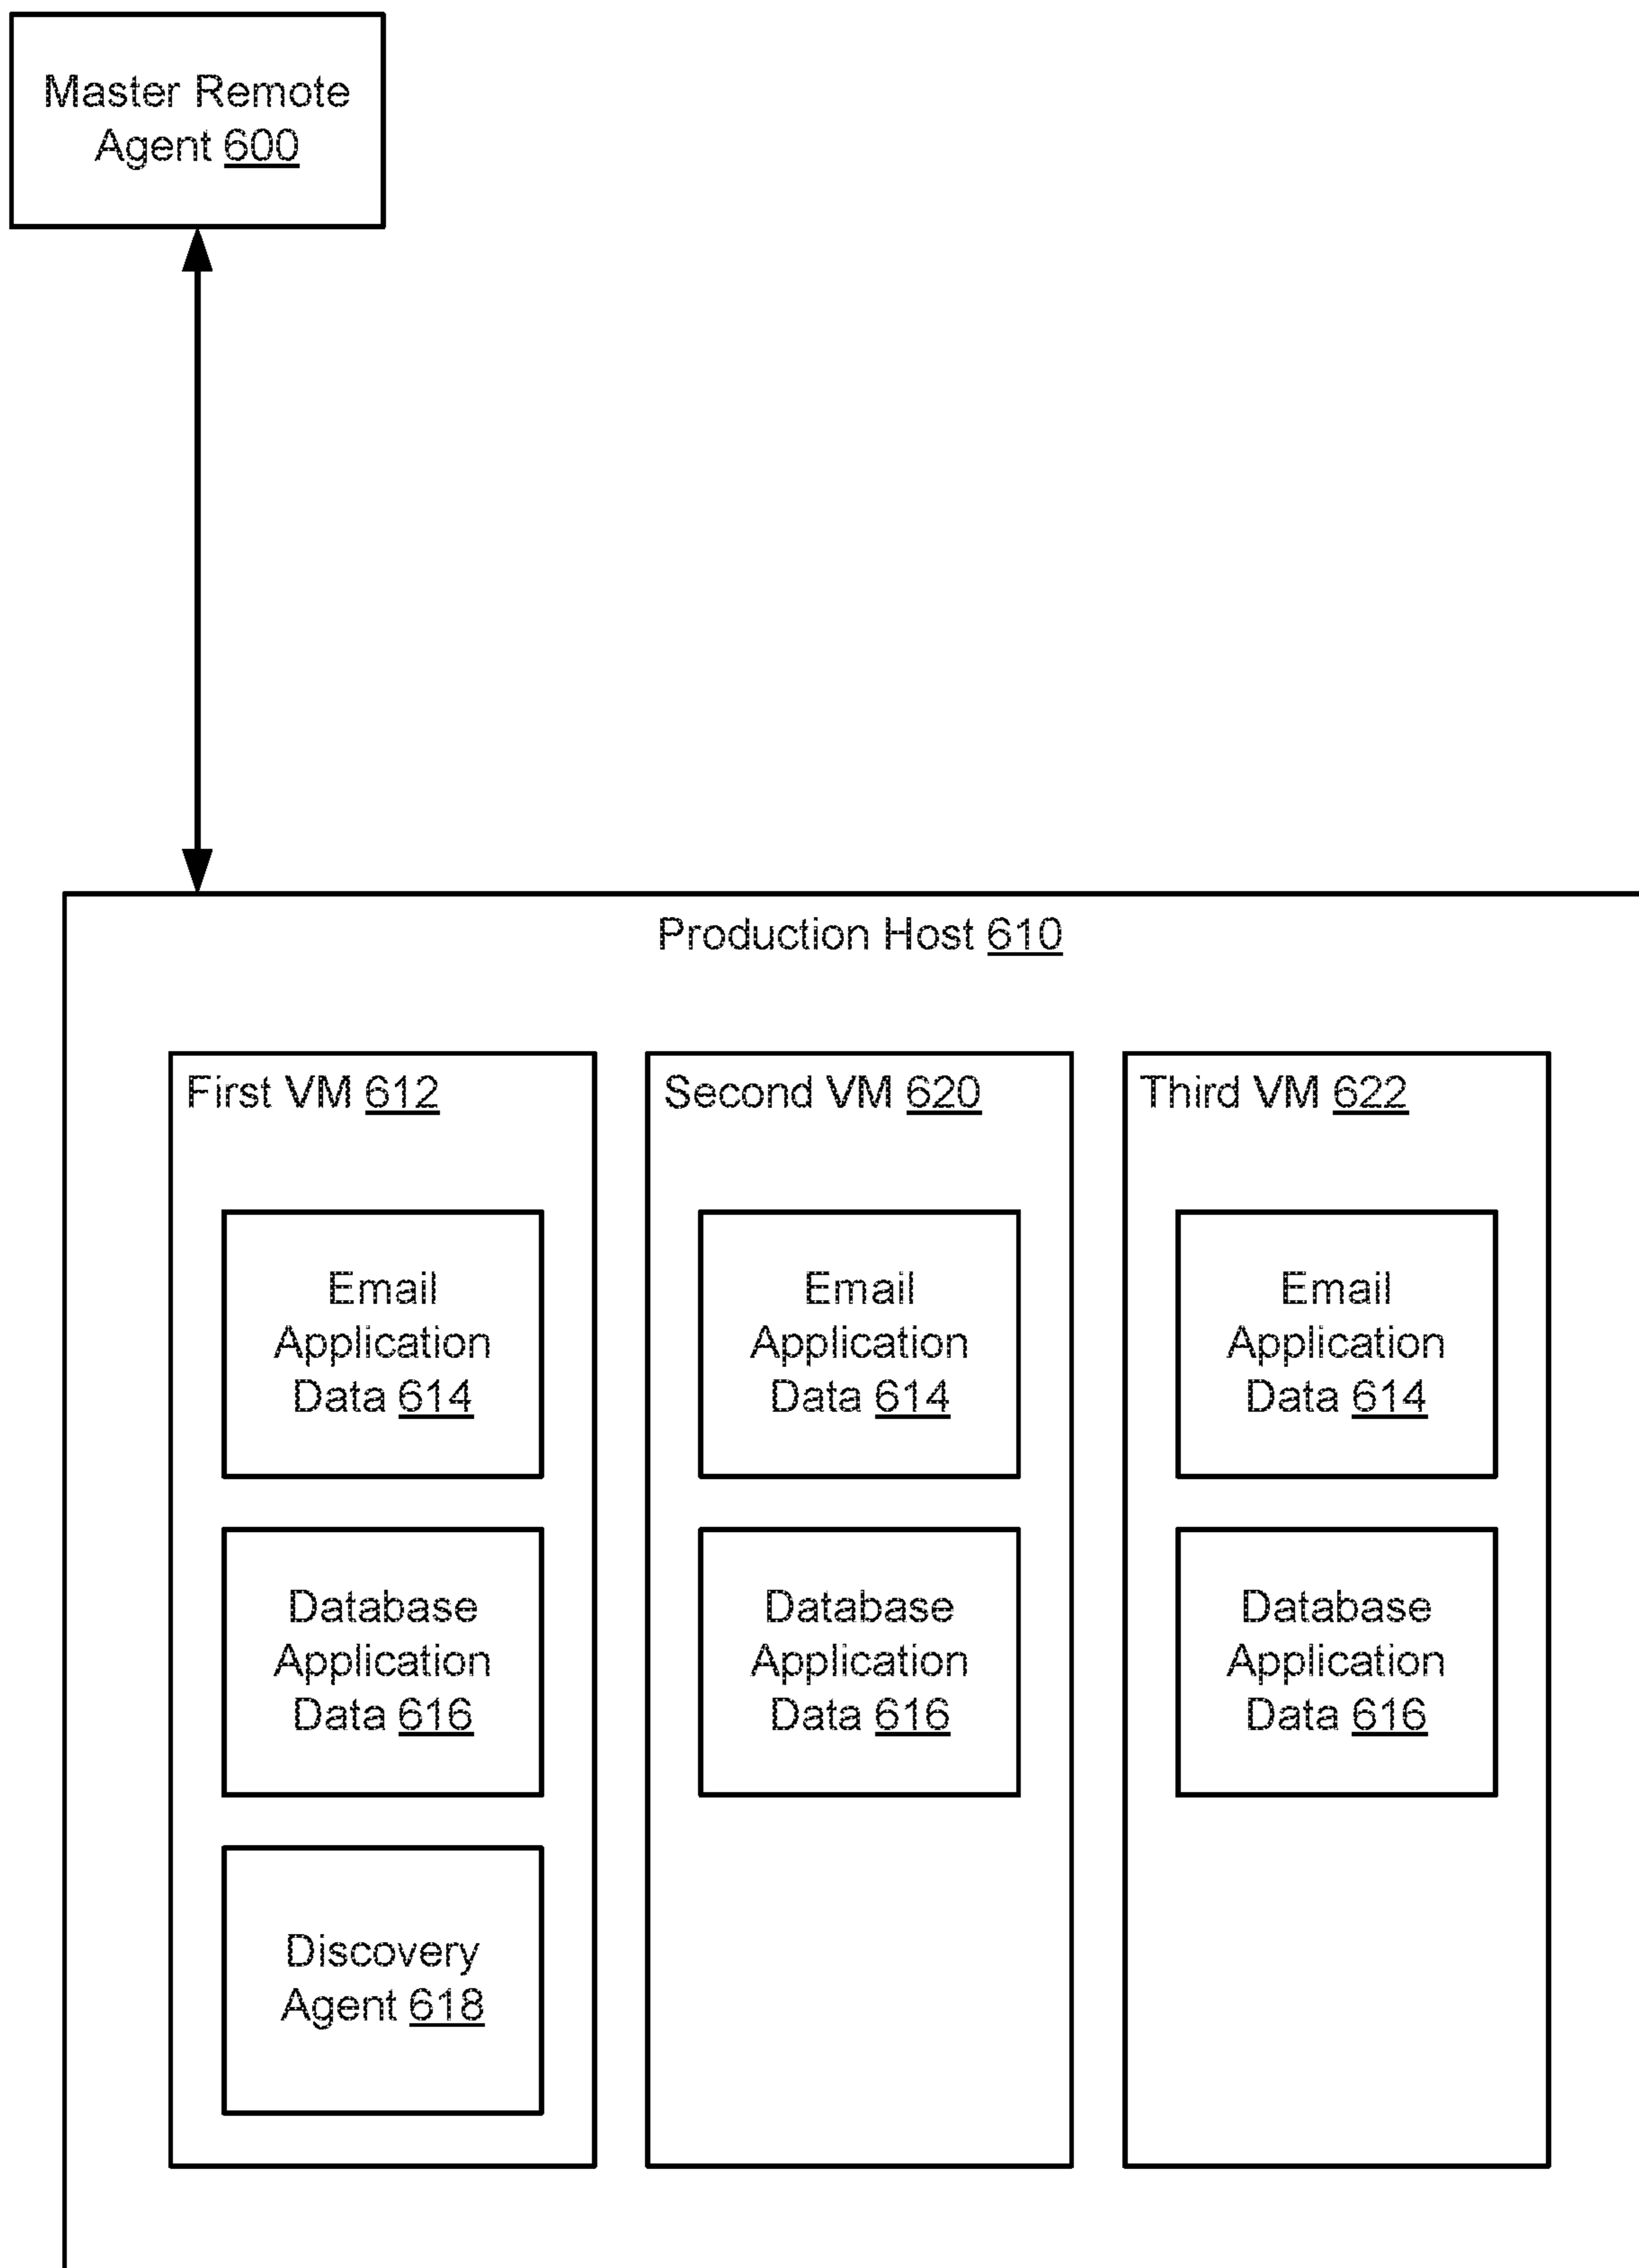 Master Remote
Agent 600
Production Host 610
First VM 612
Email
Application
Data 614
Database
Application
Data 616
Discovery
Agent 618
Second VM 620
Email
Application
Data 614
Database
Application
Data 616
Third VM 622
Email
Application
Data 614
Database
Application
Data 616